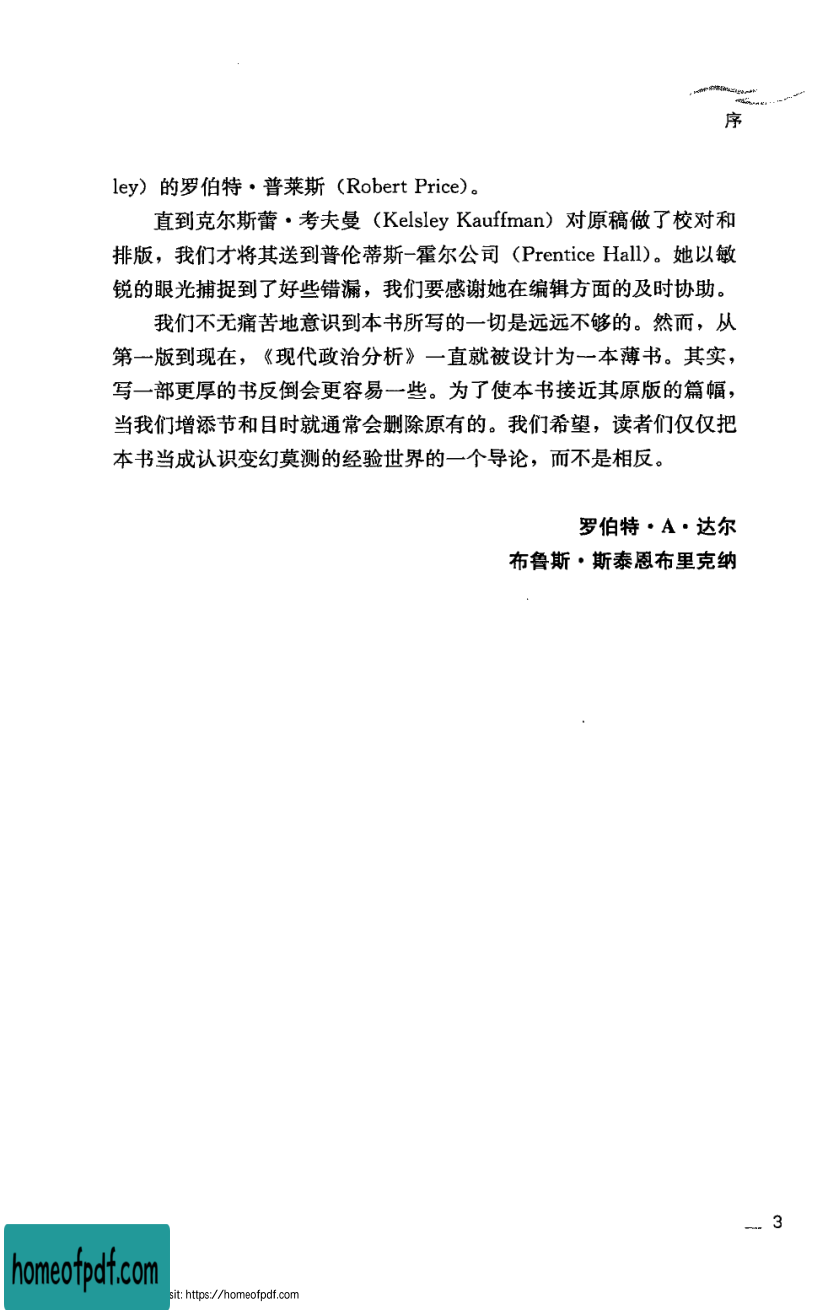 序
ley）的罗伯特·普莱斯（Robert Price）。
直到克尔斯蕾·考夫曼（Kelsley Kauffman）对原稿做了校对和
排版，我们才将其送到普伦蒂斯-霍尔公司（Prentice Hall）。她以敏
锐的眼光捕捉到了好些错漏，我们要感谢她在编辑方面的及时协助。
我们不无痛苦地意识到本书所写的一切是远远不够的。然而，从
第一版到现在，《现代政治分析》一直就被设计为一本薄书。其实，
写一部更厚的书反倒会更容易一些。为了使本书接近其原版的篇幅，
当我们增添节和目时就通常会删除原有的。我们希望，读者们仅仅把
本书当成认识变幻莫测的经验世界的一个导论，而不是相反。
罗伯特·A·达尔
布鲁斯·斯泰恩布里克纳
3
homeofpdf.com
sit: https://homeofpdf.com